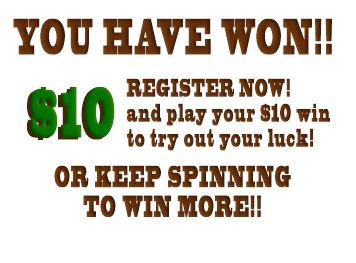 YOU HAVE WON!!
$10
REGISTER NOW!
and play your $10 win
to try out your luck!
OR KEEP SPINNING
TO WIN MORE!!